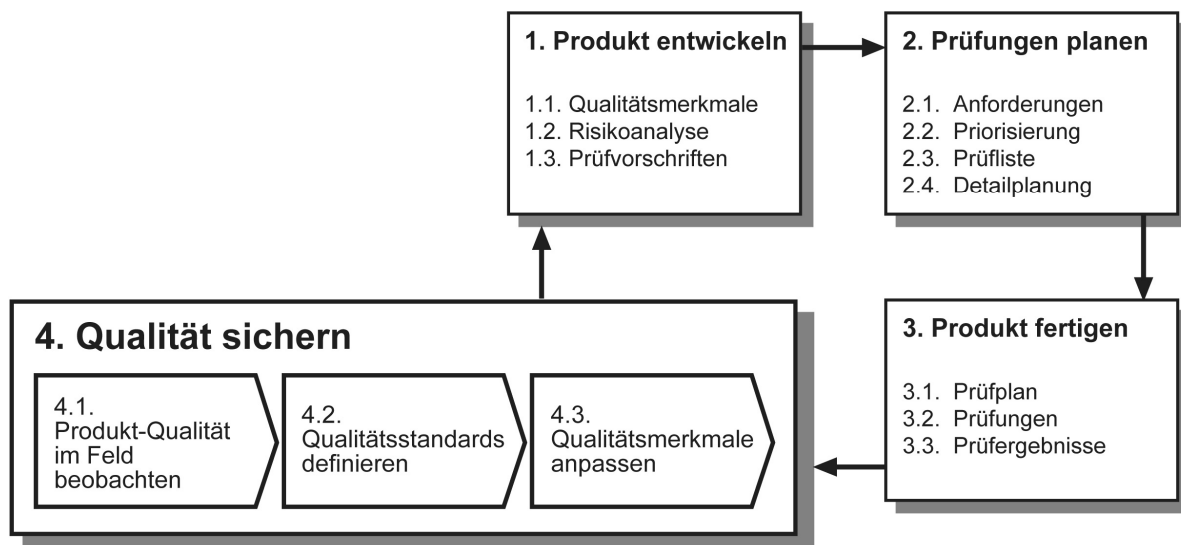 1. Produkt entwickeln
1.1. Qualitätsmerkmale
1.2. Risikoanalyse
1.3. Prüfvorschriften
2. Prüfungen planen
2.1. Anforderungen
2.2. Priorisierung
2.3. Prüfliste
2.4. Detailplanung
3. Produkt fertigen
3.1. Prüfplan
3.2. Prüfungen
3.3. Prüfergebnisse
4. Qualität sichern
4.1.
Produkt-Qualität
im Feld
beobachten
4.2.
Qualitätsstandards
definieren
4.3.
Qualitätsmerkmale
anpassen